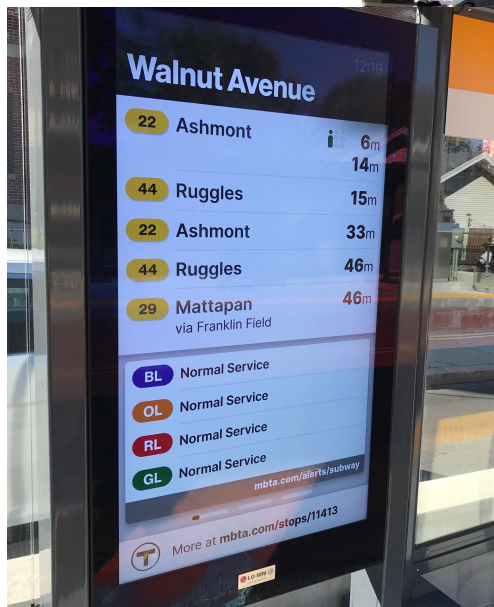 Walnut Avenue
12:19
22 Ashmont 6m
14m
44 Ruggles 15m
22 Ashmont 33m
44 Ruggles 46m
29 Mattapan 46m
via Franklin Field
BL Normal Service
OL Normal Service
RL Normal Service
GL Normal Service
mbta.com/alerts/subway
T More at mbta.com/stops/11413
LG-MRI